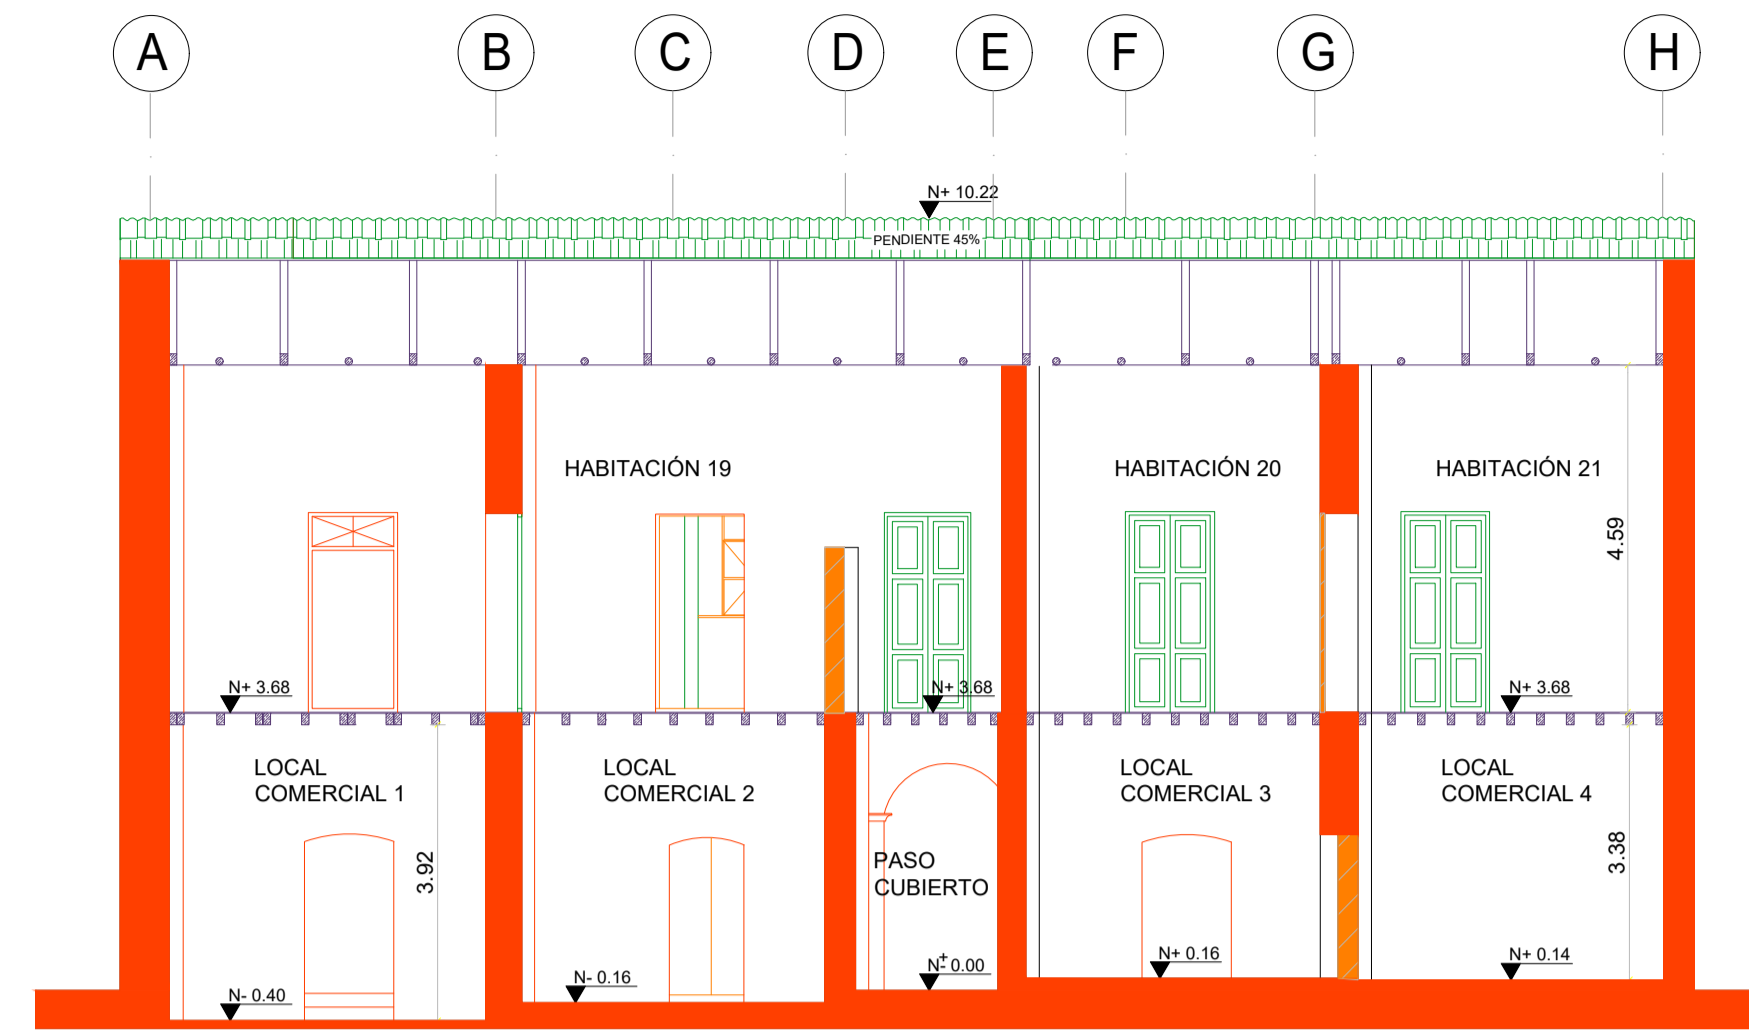 A B C D E F G H
N+ 10.22
PENDIENTE 45%
HABITACIÓN 19
HABITACIÓN 20
HABITACIÓN 21
4.59
N+ 3.68
N+ 3.68
N+ 3.68
LOCAL
COMERCIAL 1
LOCAL
COMERCIAL 2
LOCAL
COMERCIAL 3
LOCAL
COMERCIAL 4
3.92
PASO
CUBIERTO
3.38
N- 0.40
N- 0.16
N± 0.00
N+ 0.16
N+ 0.14